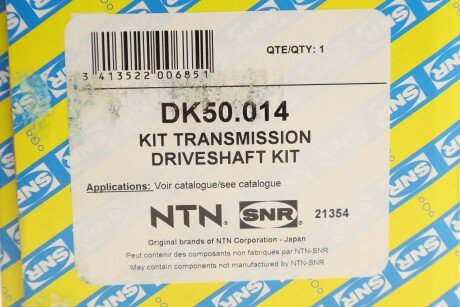 QTE/QTY: 1
3 413522 006851
DK50.014
KIT TRANSMISSION
DRIVESHAFT KIT
Applications: Voir catalogue/see catalogue
NTN® SNR® 21354
Original brands of NTN Corporation - Japan
Peut contenir des composants non fabriqués par NTN-SNR
May contain components not manufactured by NTN-SNR